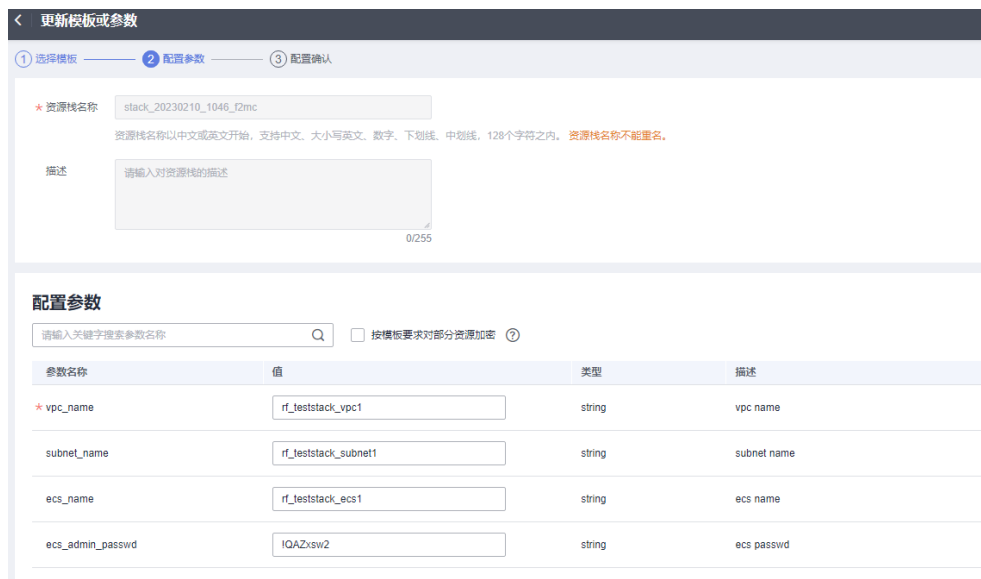 更新模板或参数
1 选择模板 2 配置参数 3 配置确认
* 资源栈名称 stack_20230210_1046_f2mc
资源栈名称以中文或英文开始，支持中文、大小写英文、数字、下划线、中划线，128个字符之内。 资源栈名称不能重名。
描述 请输入对资源栈的描述
0/255
配置参数
请输入关键字搜索参数名称 按模板要求对部分资源加密 ?
参数名称 值 类型 描述
* vpc_name rf_teststack_vpc1 string vpc name
subnet_name rf_teststack_subnet1 string subnet name
ecs_name rf_teststack_ecs1 string ecs name
ecs_admin_passwd !QAZxsw2 string ecs passwd